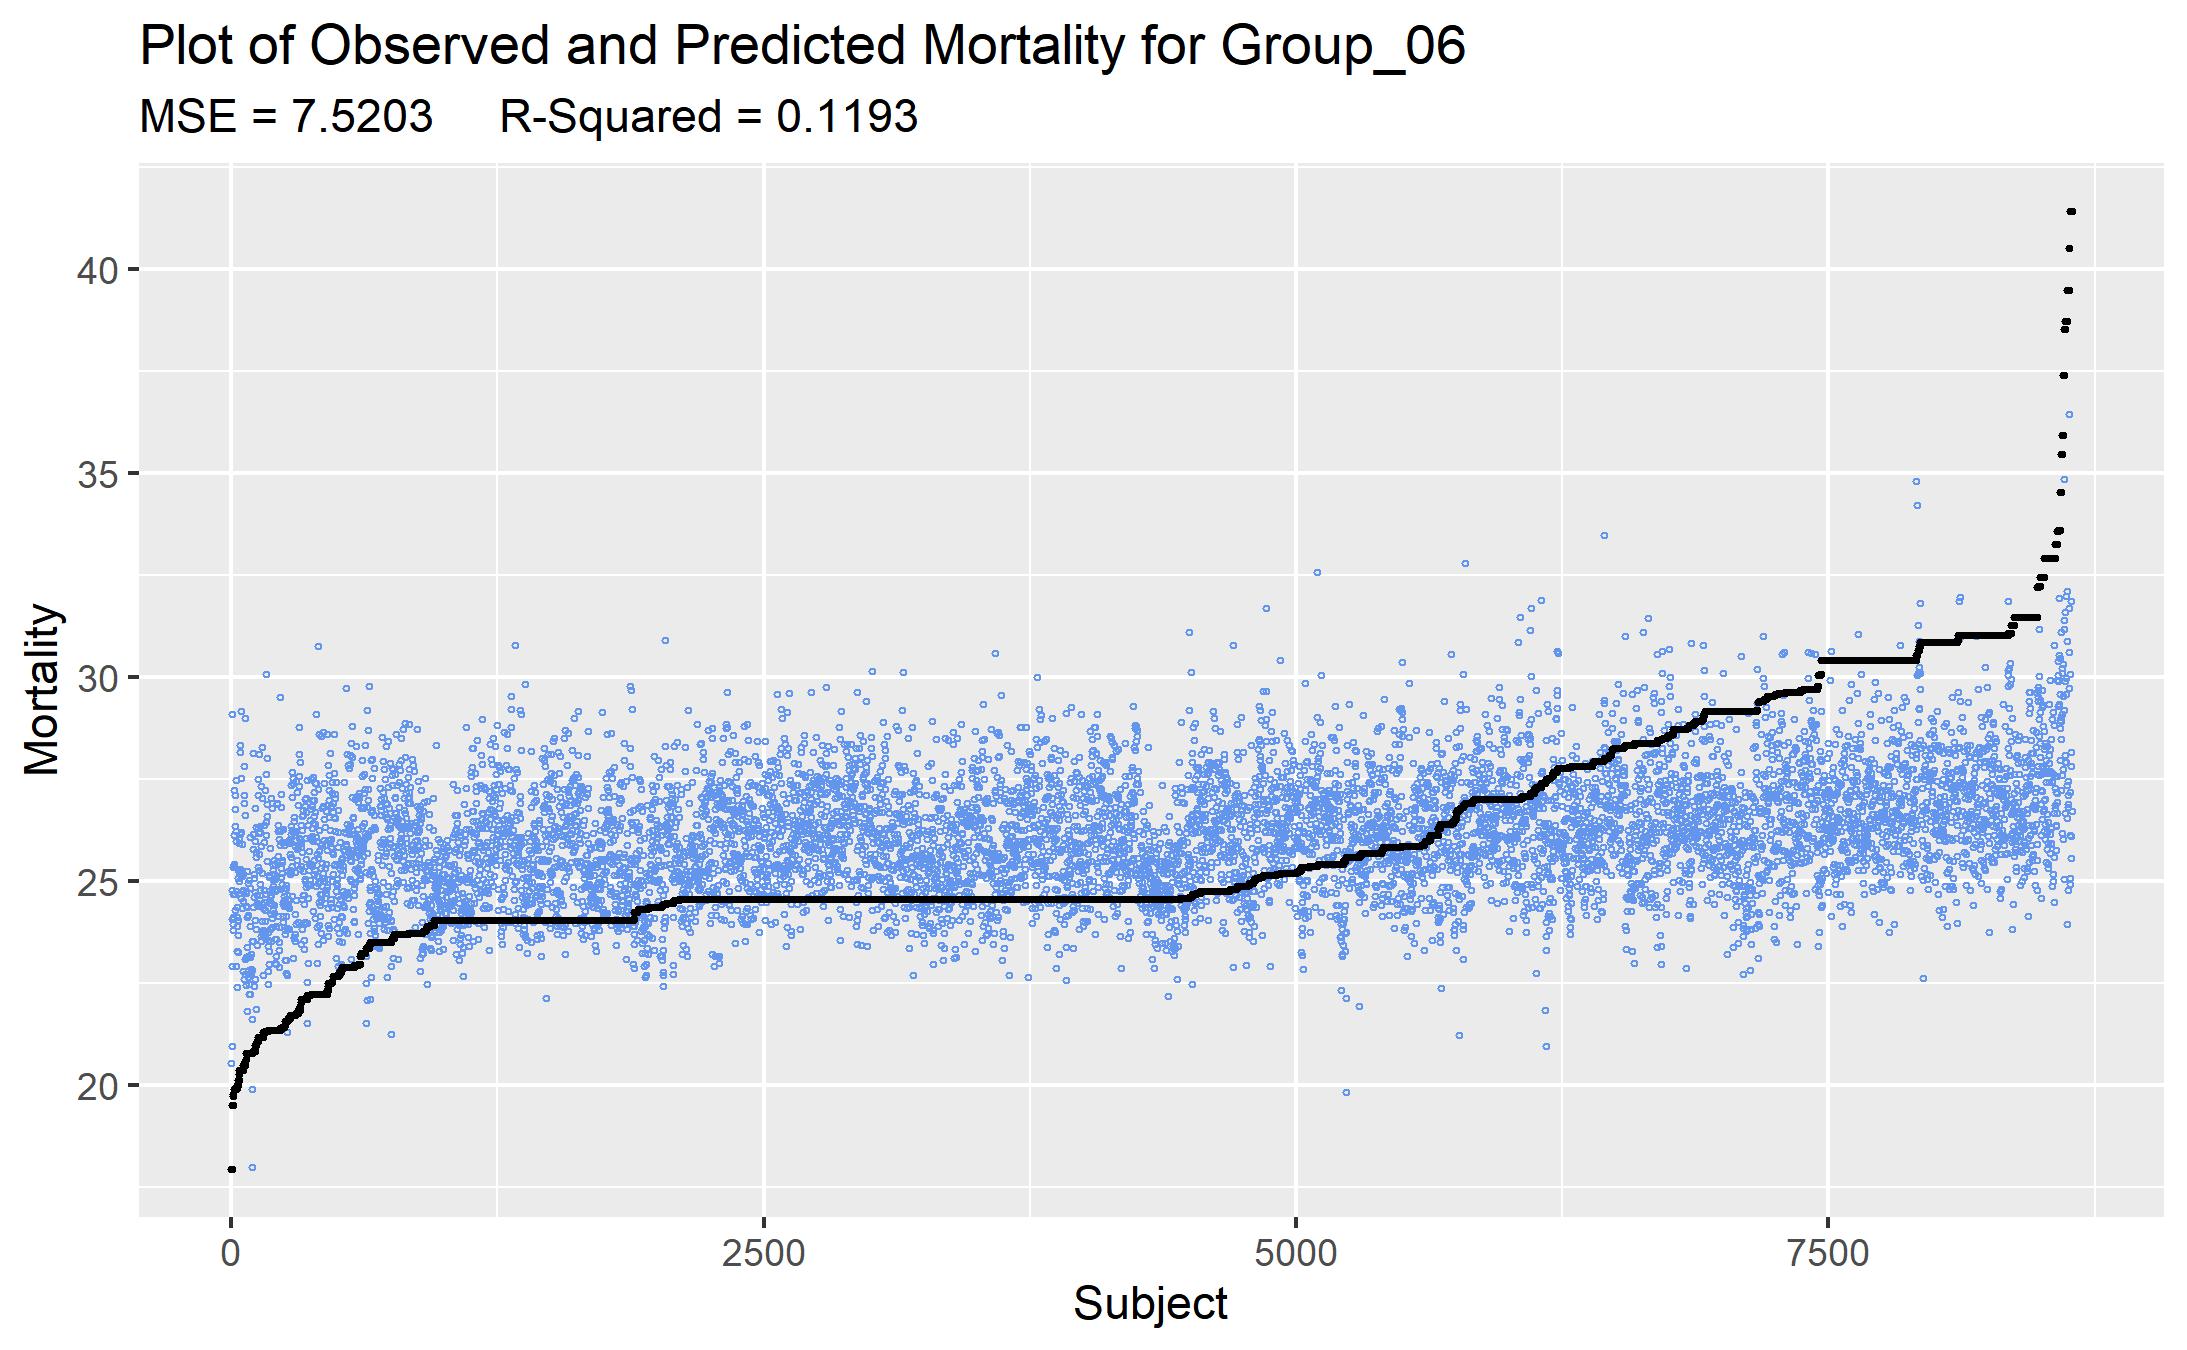 Plot of Observed and Predicted Mortality for Group_06
MSE = 7.5203 R-Squared = 0.1193
Mortality
40
35
30
25
20
0 2500 5000 7500
Subject